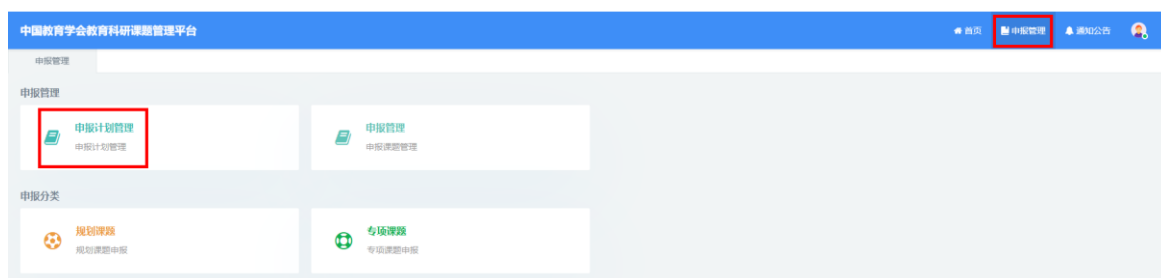 中国教育学会教育科研课题管理平台
首页 申报管理 通知公告
申报管理
申报管理
申报计划管理 申报管理
申报计划管理 申报课题管理
申报分类
规划课题 专项课题
规划课题申报 专项课题申报